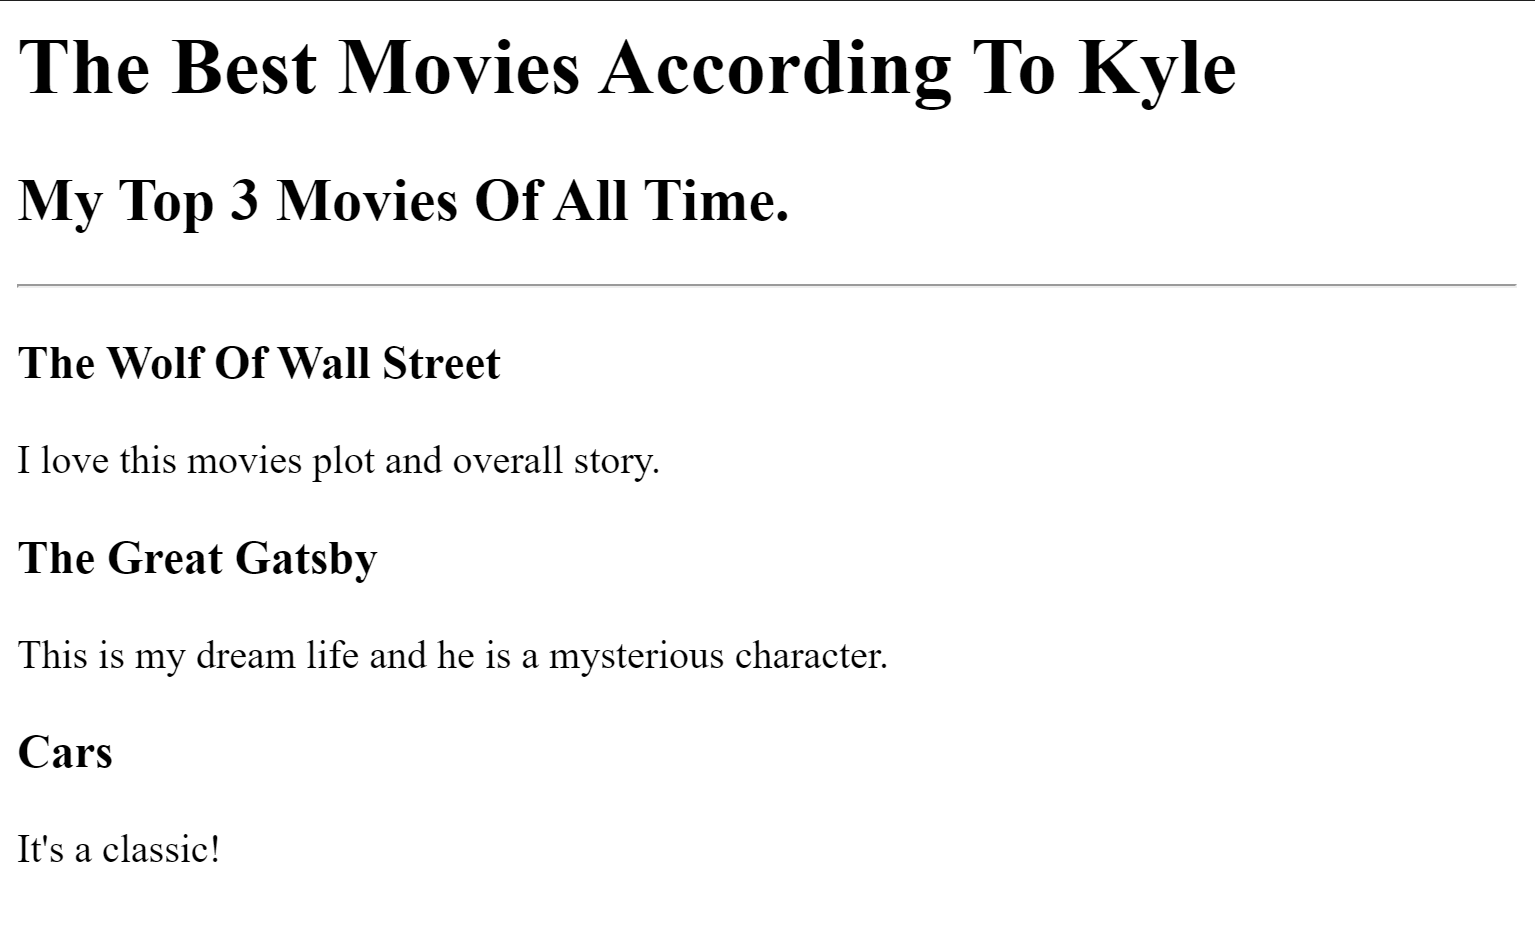 The Best Movies According To Kyle
My Top 3 Movies Of All Time.
The Wolf Of Wall Street
I love this movies plot and overall story.
The Great Gatsby
This is my dream life and he is a mysterious character.
Cars
It's a classic!